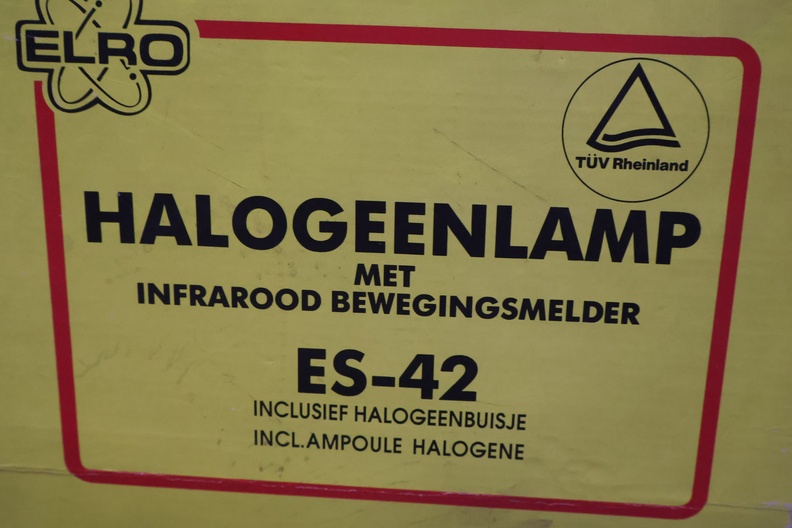 ELRO
TÜV Rheinland
HALOGEENLAMP
MET
INFRAROOD BEWEGINGSMELDER
ES-42
INCLUSIEF HALOGEENBUISJE
INCL.AMPOULE HALOGENE